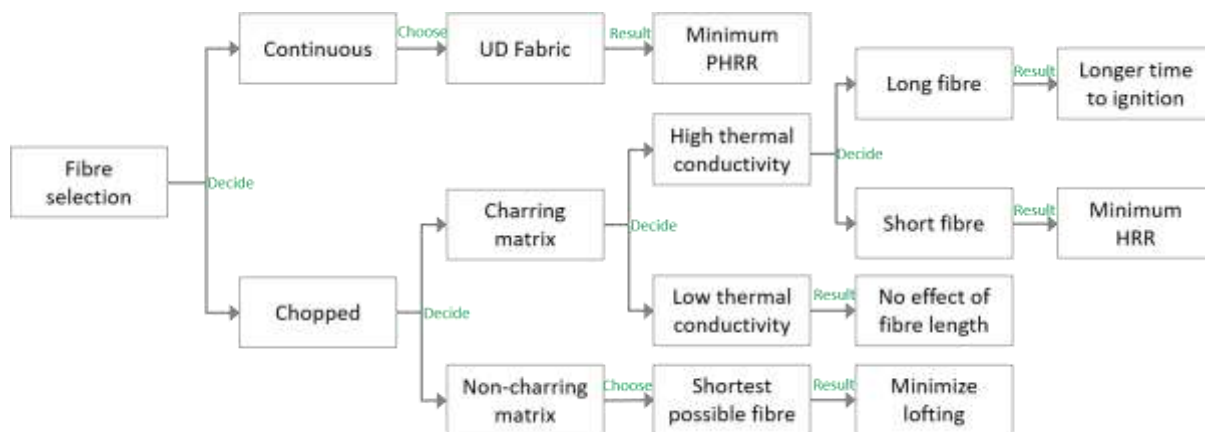 Fibre
selection
Decide
Continuous
Choose
UD Fabric
Result
Minimum
PHRR
Chopped
Decide
Charring
matrix
Decide
High thermal
conductivity
Decide
Long fibre
Result
Longer time
to ignition
Short fibre
Result
Minimum
HRR
Low thermal
conductivity
Result
No effect of
fibre length
Non-charring
matrix
Choose
Shortest
possible fibre
Result
Minimize
lofting